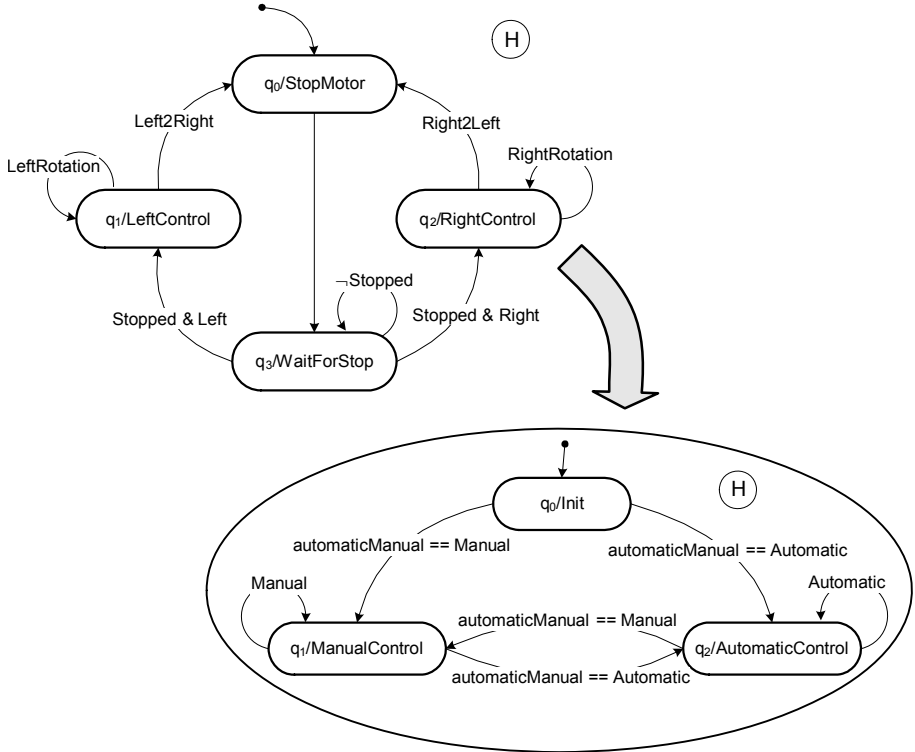 H
q0/StopMotor
Left2Right
Right2Left
LeftRotation
RightRotation
q1/LeftControl
q2/RightControl
¬Stopped
Stopped & Left
Stopped & Right
q3/WaitForStop
H
q0/Init
automaticManual == Manual
automaticManual == Automatic
Manual
Automatic
automaticManual == Manual
q1/ManualControl
q2/AutomaticControl
automaticManual == Automatic